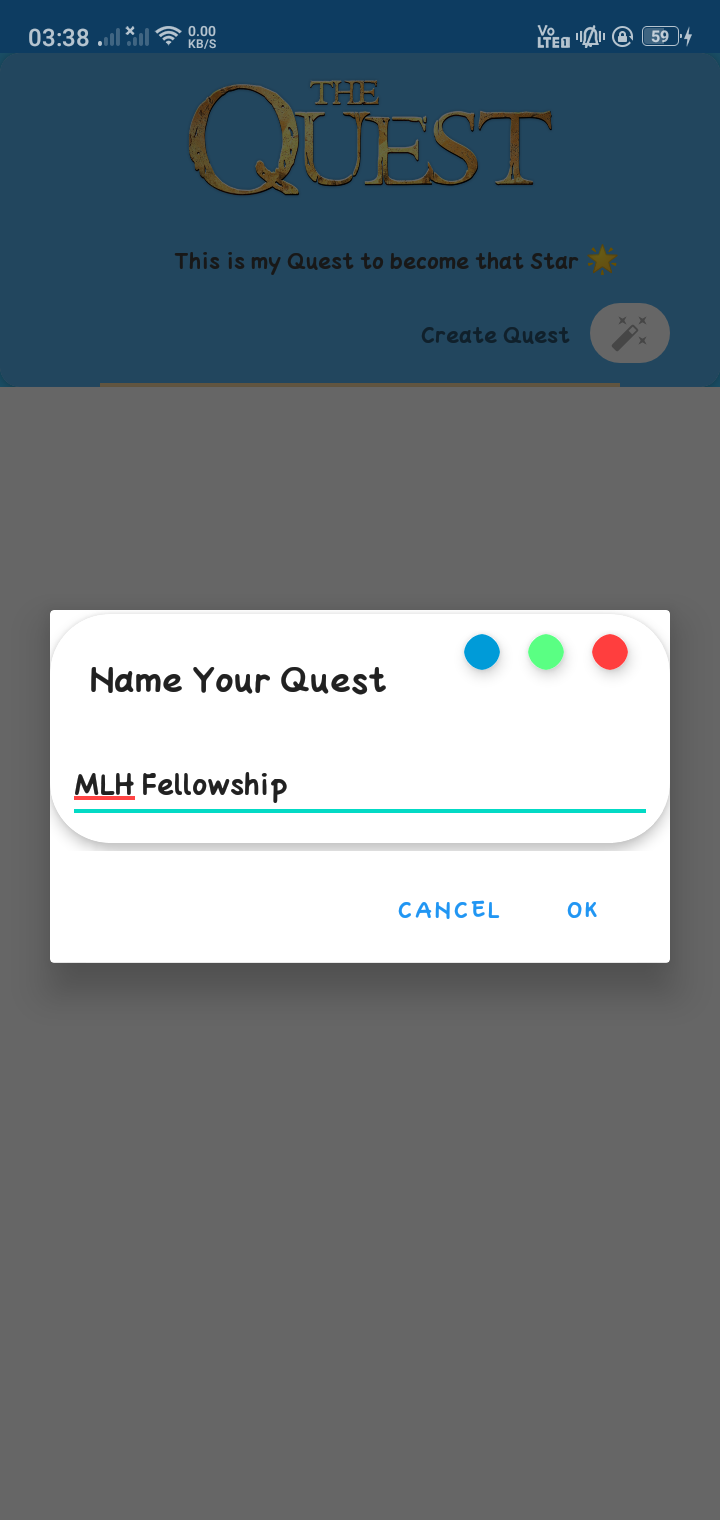 03:38 0.00 KB/S Vo LTE1 59
THE
QUEST
This is my Quest to become that Star
Create Quest
Name Your Quest
MLH Fellowship
CANCEL OK